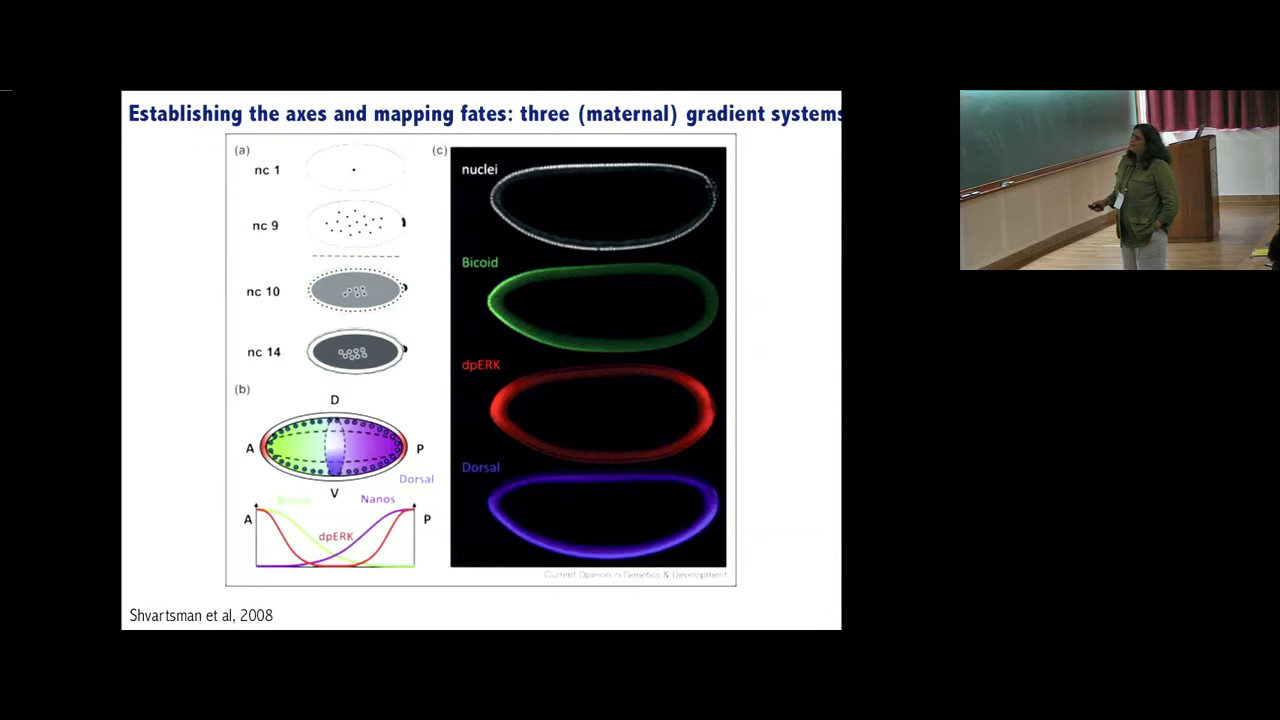 Establishing the axes and mapping fates: three (maternal) gradient systems
(a)
nc 1
nc 9
nc 10
nc 14
(b)
D
A
P
V
Dorsal
Bicoid
Nanos
A
dpERK
P
(c)
nuclei
Bicoid
dpERK
Dorsal
Current Opinion in Genetics & Development
Shvartsman et al, 2008